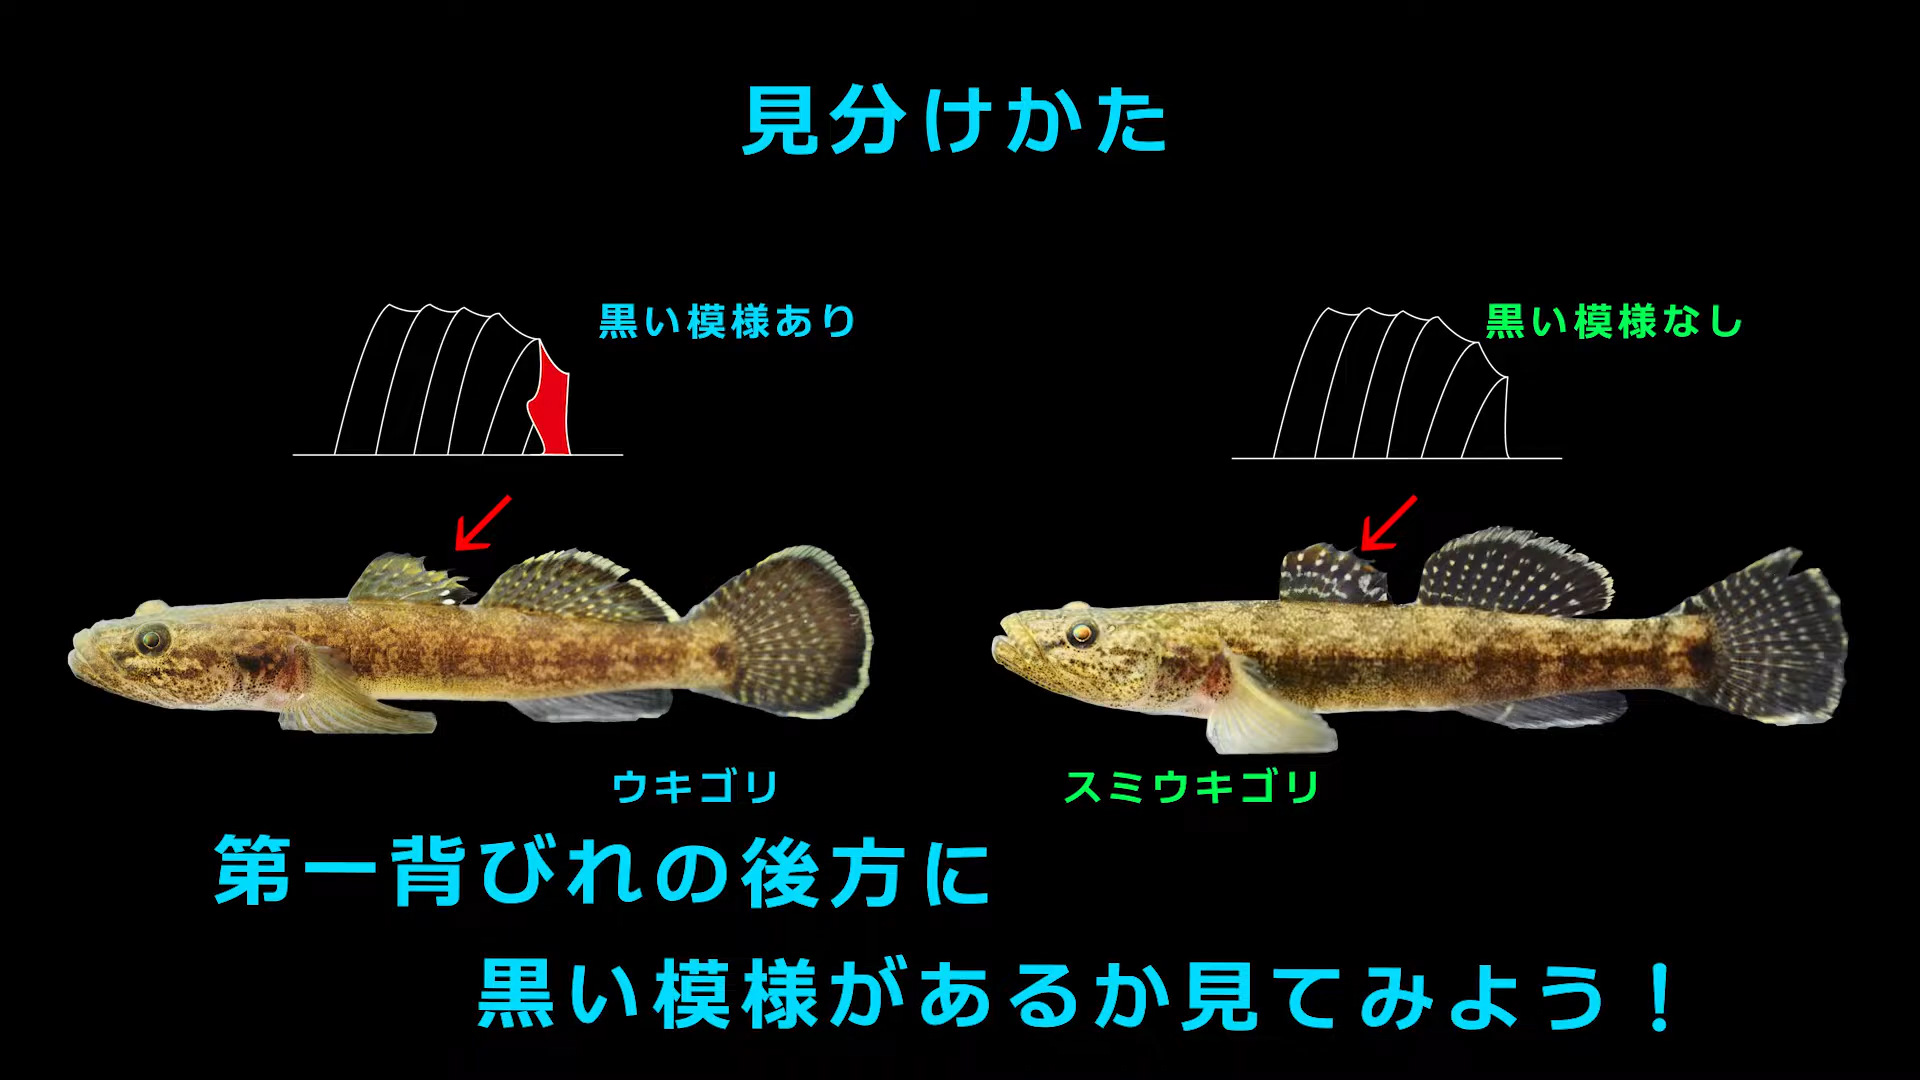 見分けかた
黒い模様あり
黒い模様なし
ウキゴリ
スミウキゴリ
第一背びれの後方に
黒い模様があるか見てみよう！